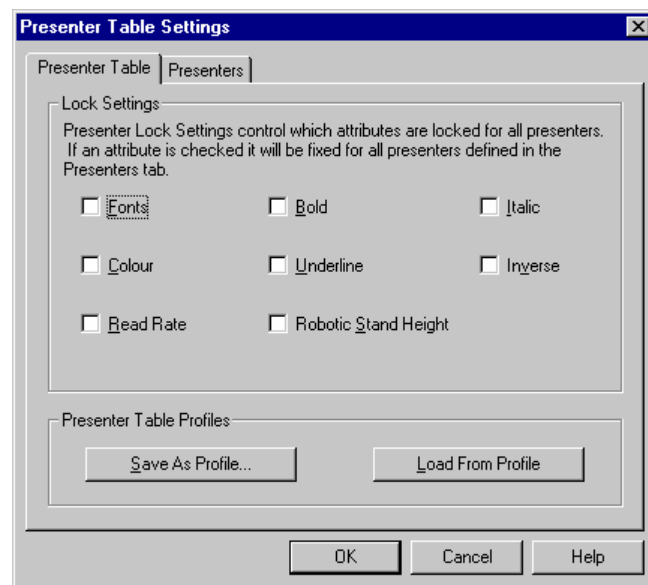 Presenter Table Settings
Presenter Table Presenters
Lock Settings
Presenter Lock Settings control which attributes are locked for all presenters.
If an attribute is checked it will be fixed for all presenters defined in the
Presenters tab.
Fonts Bold Italic
Colour Underline Inverse
Read Rate Robotic Stand Height
Presenter Table Profiles
Save As Profile... Load From Profile
OK Cancel Help